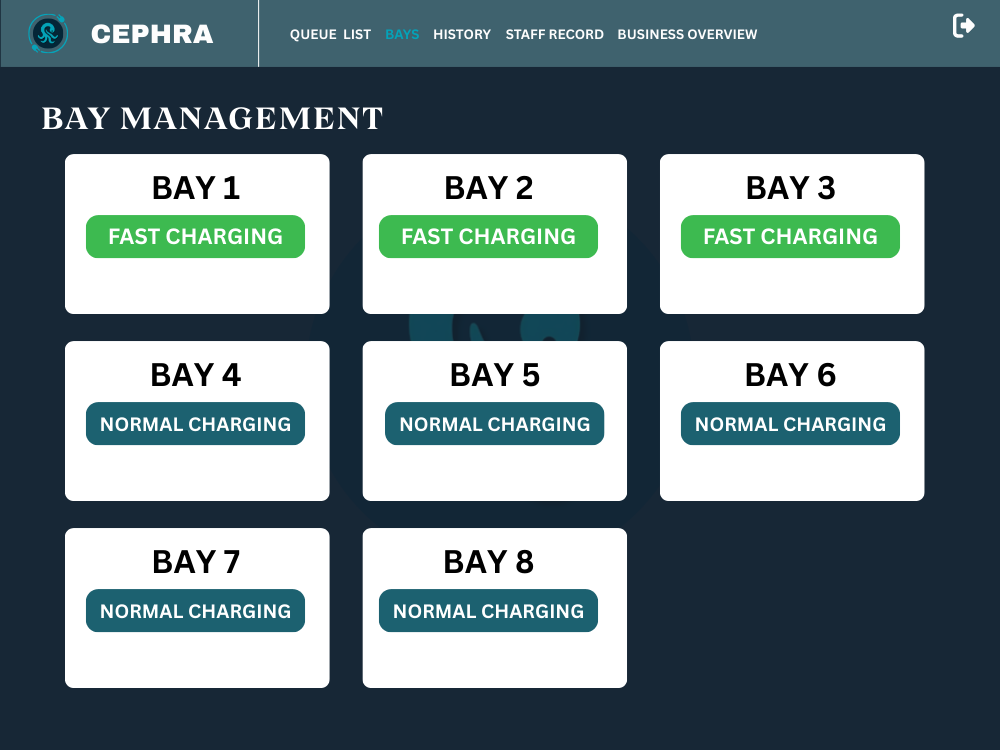 CEPHRA
QUEUE LIST BAYS HISTORY STAFF RECORD BUSINESS OVERVIEW
BAY MANAGEMENT
BAY 1
FAST CHARGING
BAY 2
FAST CHARGING
BAY 3
FAST CHARGING
BAY 4
NORMAL CHARGING
BAY 5
NORMAL CHARGING
BAY 6
NORMAL CHARGING
BAY 7
NORMAL CHARGING
BAY 8
NORMAL CHARGING